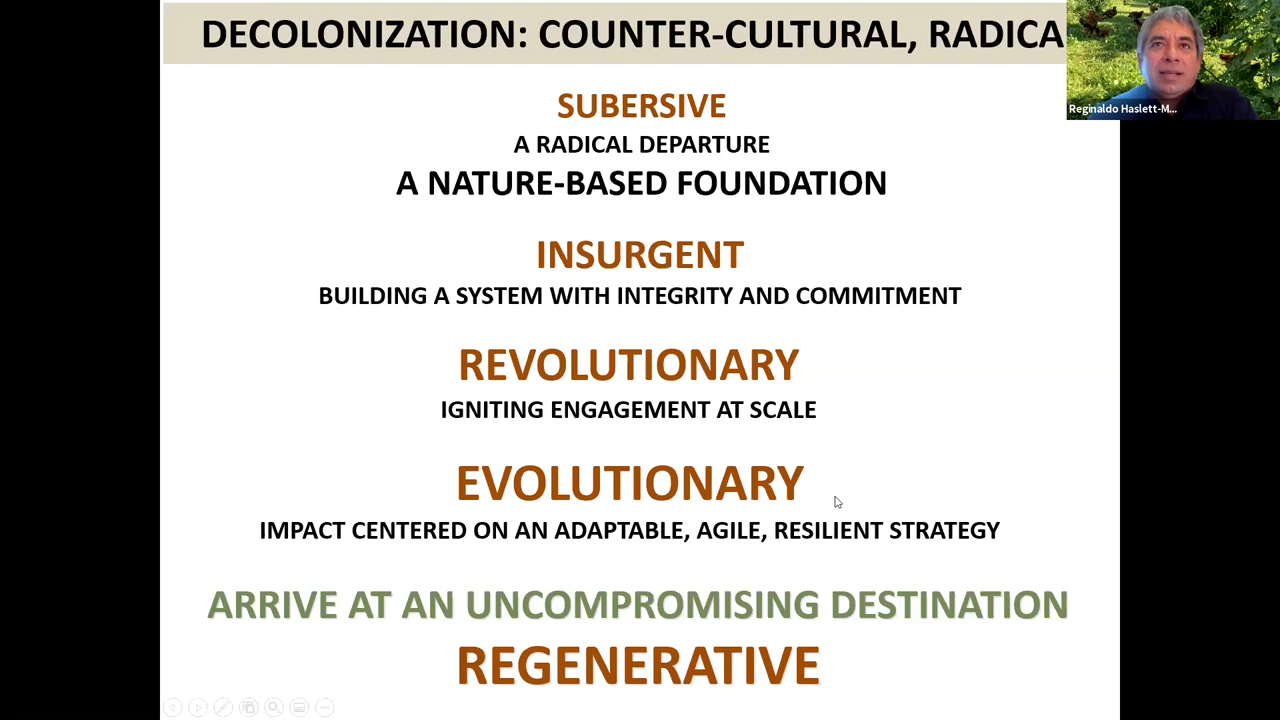 DECOLONIZATION: COUNTER-CULTURAL, RADICA
Reginaldo Haslett-M...
SUBERSIVE
A RADICAL DEPARTURE
A NATURE-BASED FOUNDATION
INSURGENT
BUILDING A SYSTEM WITH INTEGRITY AND COMMITMENT
REVOLUTIONARY
IGNITING ENGAGEMENT AT SCALE
EVOLUTIONARY
IMPACT CENTERED ON AN ADAPTABLE, AGILE, RESILIENT STRATEGY
ARRIVE AT AN UNCOMPROMISING DESTINATION
REGENERATIVE